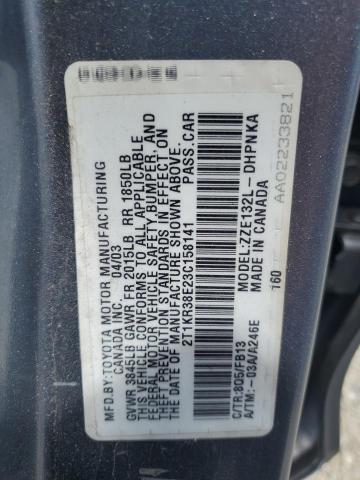 MFD.BY:TOYOTA MOTOR MANUFACTURING
CANADA INC. 04/03
GVWR 3845LB GAWR FR 2015LB RR 1850LB
THIS VEHICLE CONFORMS TO ALL APPLICABLE
FEDERAL MOTOR VEHICLE SAFETY, BUMPER, AND
THEFT PREVENTION STANDARDS IN EFFECT ON
THE DATE OF MANUFACTURE SHOWN ABOVE.
2T1KR38E23C158141 PASS.CAR
C/TR:8Q5/FB13 MODEL:ZZE132L-DHPNKA
A/TM:-03A/A246E MADE IN CANADA
160 AA02233821